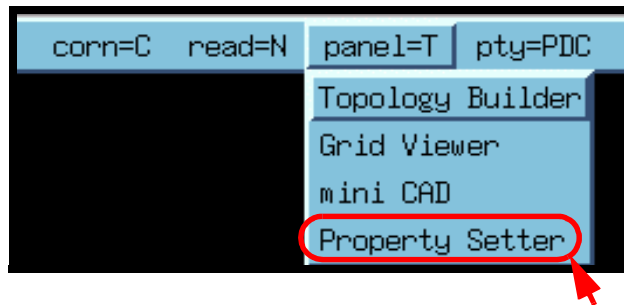 corn=C read=N panel=T pty=PDC
Topology Builder
Grid Viewer
mini CAD
Property Setter